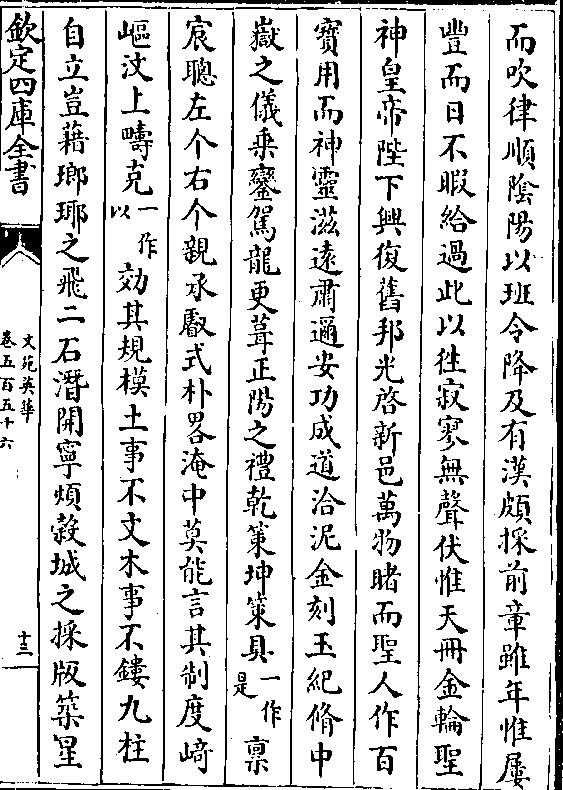 而吹律順陰陽以班令降及有漢頗採前章雖年惟屢
豐而日不暇給過此以徃寂寥無聲伏惟天冊金輪聖
神皇帝陛下興復舊邦光啓新邑萬物睹而聖人作百
寳用而神靈滋遠肅邇安功成道洽泥金刻玉紀脩中
嶽之儀乗鑾駕龍更葺正陽之禮乾策坤策具一作是稟
宸聰左个右个親承叡式朴畧淹中莫能言其制度﨑
嶇汶上疇克一作以効其規模土事不文木事不鏤九柱
自立豈藉瑯琊之飛二石潛開寧煩榖城之採版築星
欽定四庫全書
文苑英華
卷五百五十六
十三